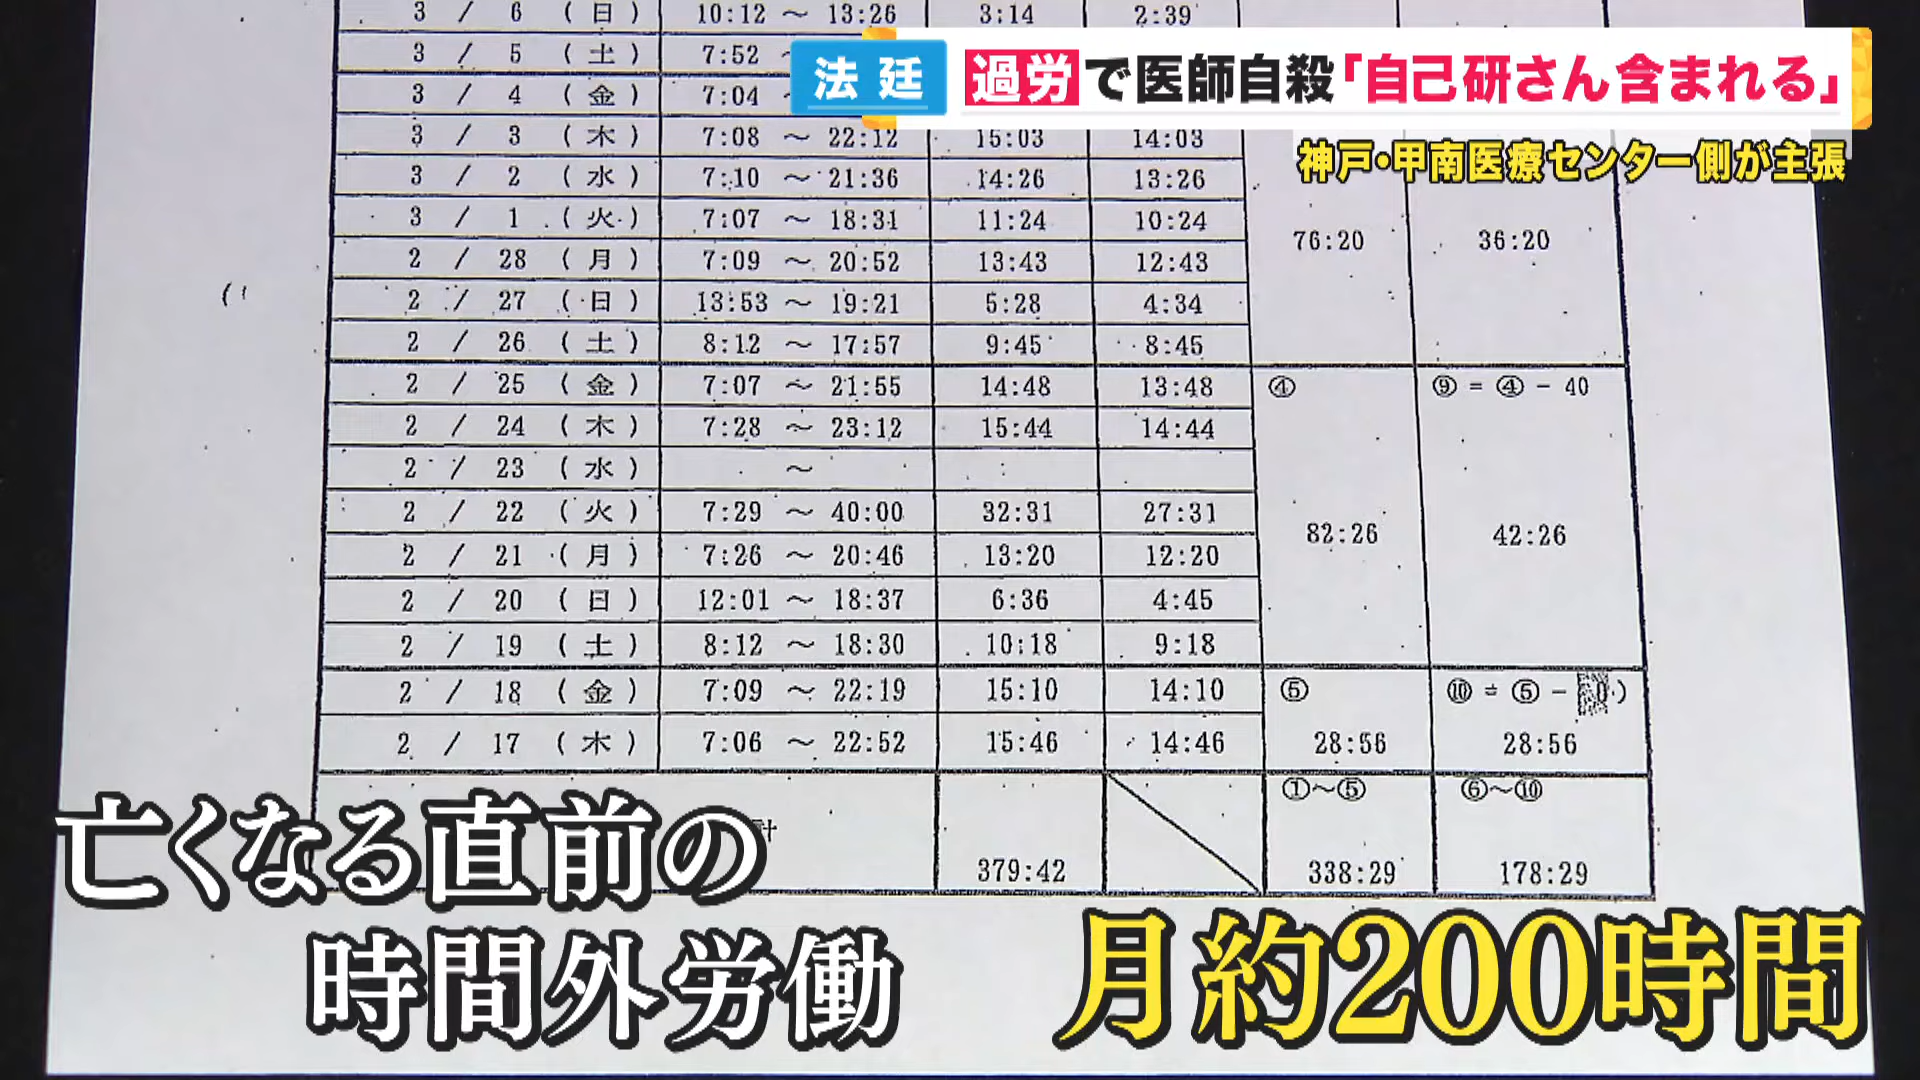 法廷 過労で医師自殺「自己研さん含まれる」
神戸・甲南医療センター側が主張
3 / 6 (日) 10:12 ～ 13:26 3:14 2:39
3 / 5 (土) 7:52
3 / 4 (金) 7:04
3 / 3 (木) 7:08 ～ 22:12 15:03 14:03
3 / 2 (水) 7:10 ～ 21:36 14:26 13:26
3 / 1 (火) 7:07 ～ 18:31 11:24 10:24 76:20 36:20
2 / 28 (月) 7:09 ～ 20:52 13:43 12:43
2 / 27 (日) 13:53 ～ 19:21 5:28 4:34
2 / 26 (土) 8:12 ～ 17:57 9:45 8:45
2 / 25 (金) 7:07 ～ 21:55 14:48 13:48 ④ ⑨ = ④ - 40
2 / 24 (木) 7:28 ～ 23:12 15:44 14:44
2 / 23 (水) ～ :
2 / 22 (火) 7:29 ～ 40:00 32:31 27:31 82:26 42:26
2 / 21 (月) 7:26 ～ 20:46 13:20 12:20
2 / 20 (日) 12:01 ～ 18:37 6:36 4:45
2 / 19 (土) 8:12 ～ 18:30 10:18 9:18
2 / 18 (金) 7:09 ～ 22:19 15:10 14:10 ⑤ ⑩ = ⑤ -
2 / 17 (木) 7:06 ～ 22:52 15:46 14:46 28:56 28:56
①～⑤ ⑥～⑩
計 379:42 338:29 178:29
亡くなる直前の
時間外労働 月約200時間